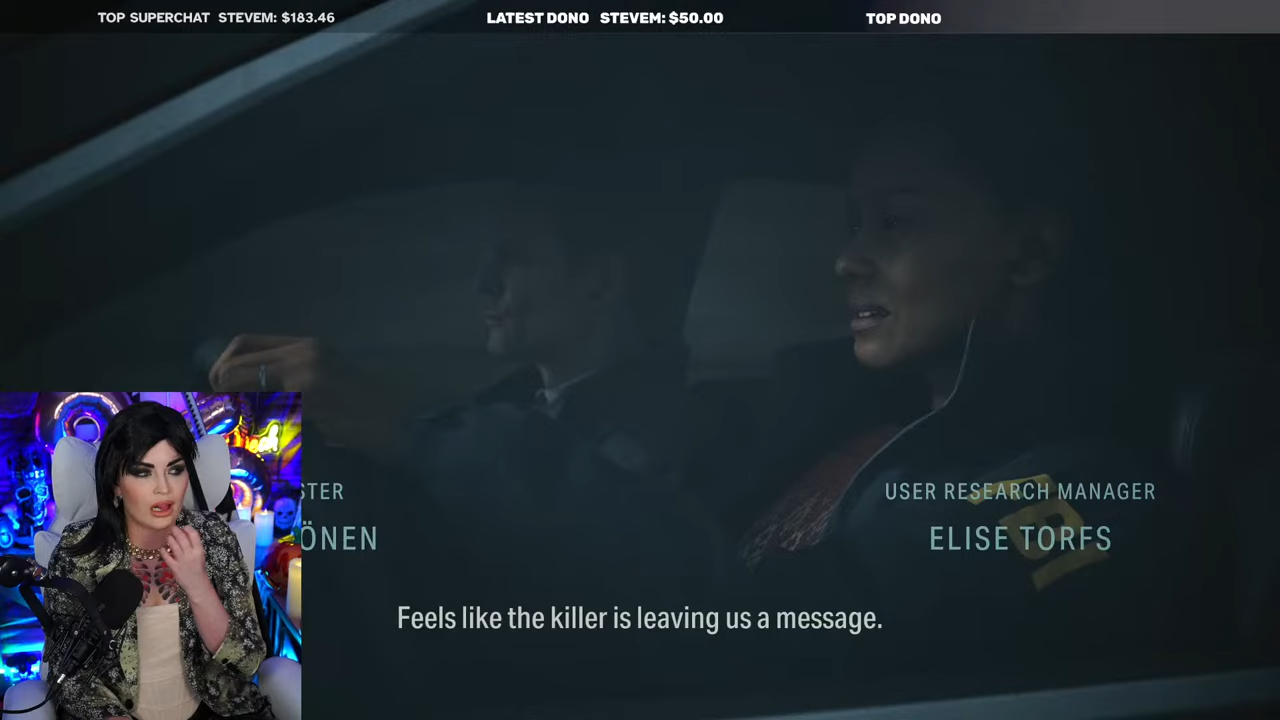 TOP SUPERCHAT STEVEM: $183.46
LATEST DONO STEVEM: $50.00
TOP DONO
STER
ÖNEN
USER RESEARCH MANAGER
ELISE TORFS
Feels like the killer is leaving us a message.